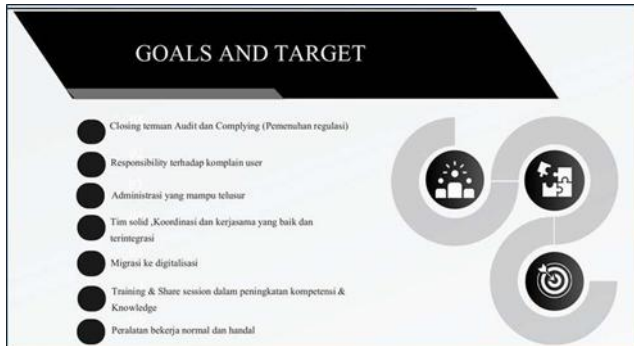 GOALS AND TARGET
Closing temuan Audit dan Complying (Pemenuhan regulasi)
Responsibility terhadap komplain user
Administrasi yang mampu telusur
Tim solid ,Koordinasi dan kerjasama yang baik dan
terintegrasi
Migrasi ke digitalisasi
Training & Share session dalam peningkatan kompetensi &
Knowledge
Peralatan bekerja normal dan handal